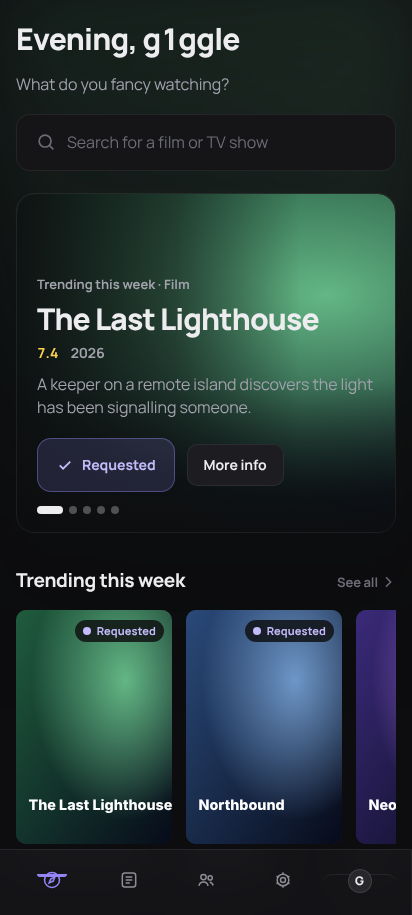 Evening, g1ggle
What do you fancy watching?
Search for a film or TV show
Trending this week · Film
The Last Lighthouse
7.4 2026
A keeper on a remote island discovers the light
has been signalling someone.
Requested
More info
Trending this week
See all
Requested
Requested
The Last Lighthouse
Northbound
Neo
G